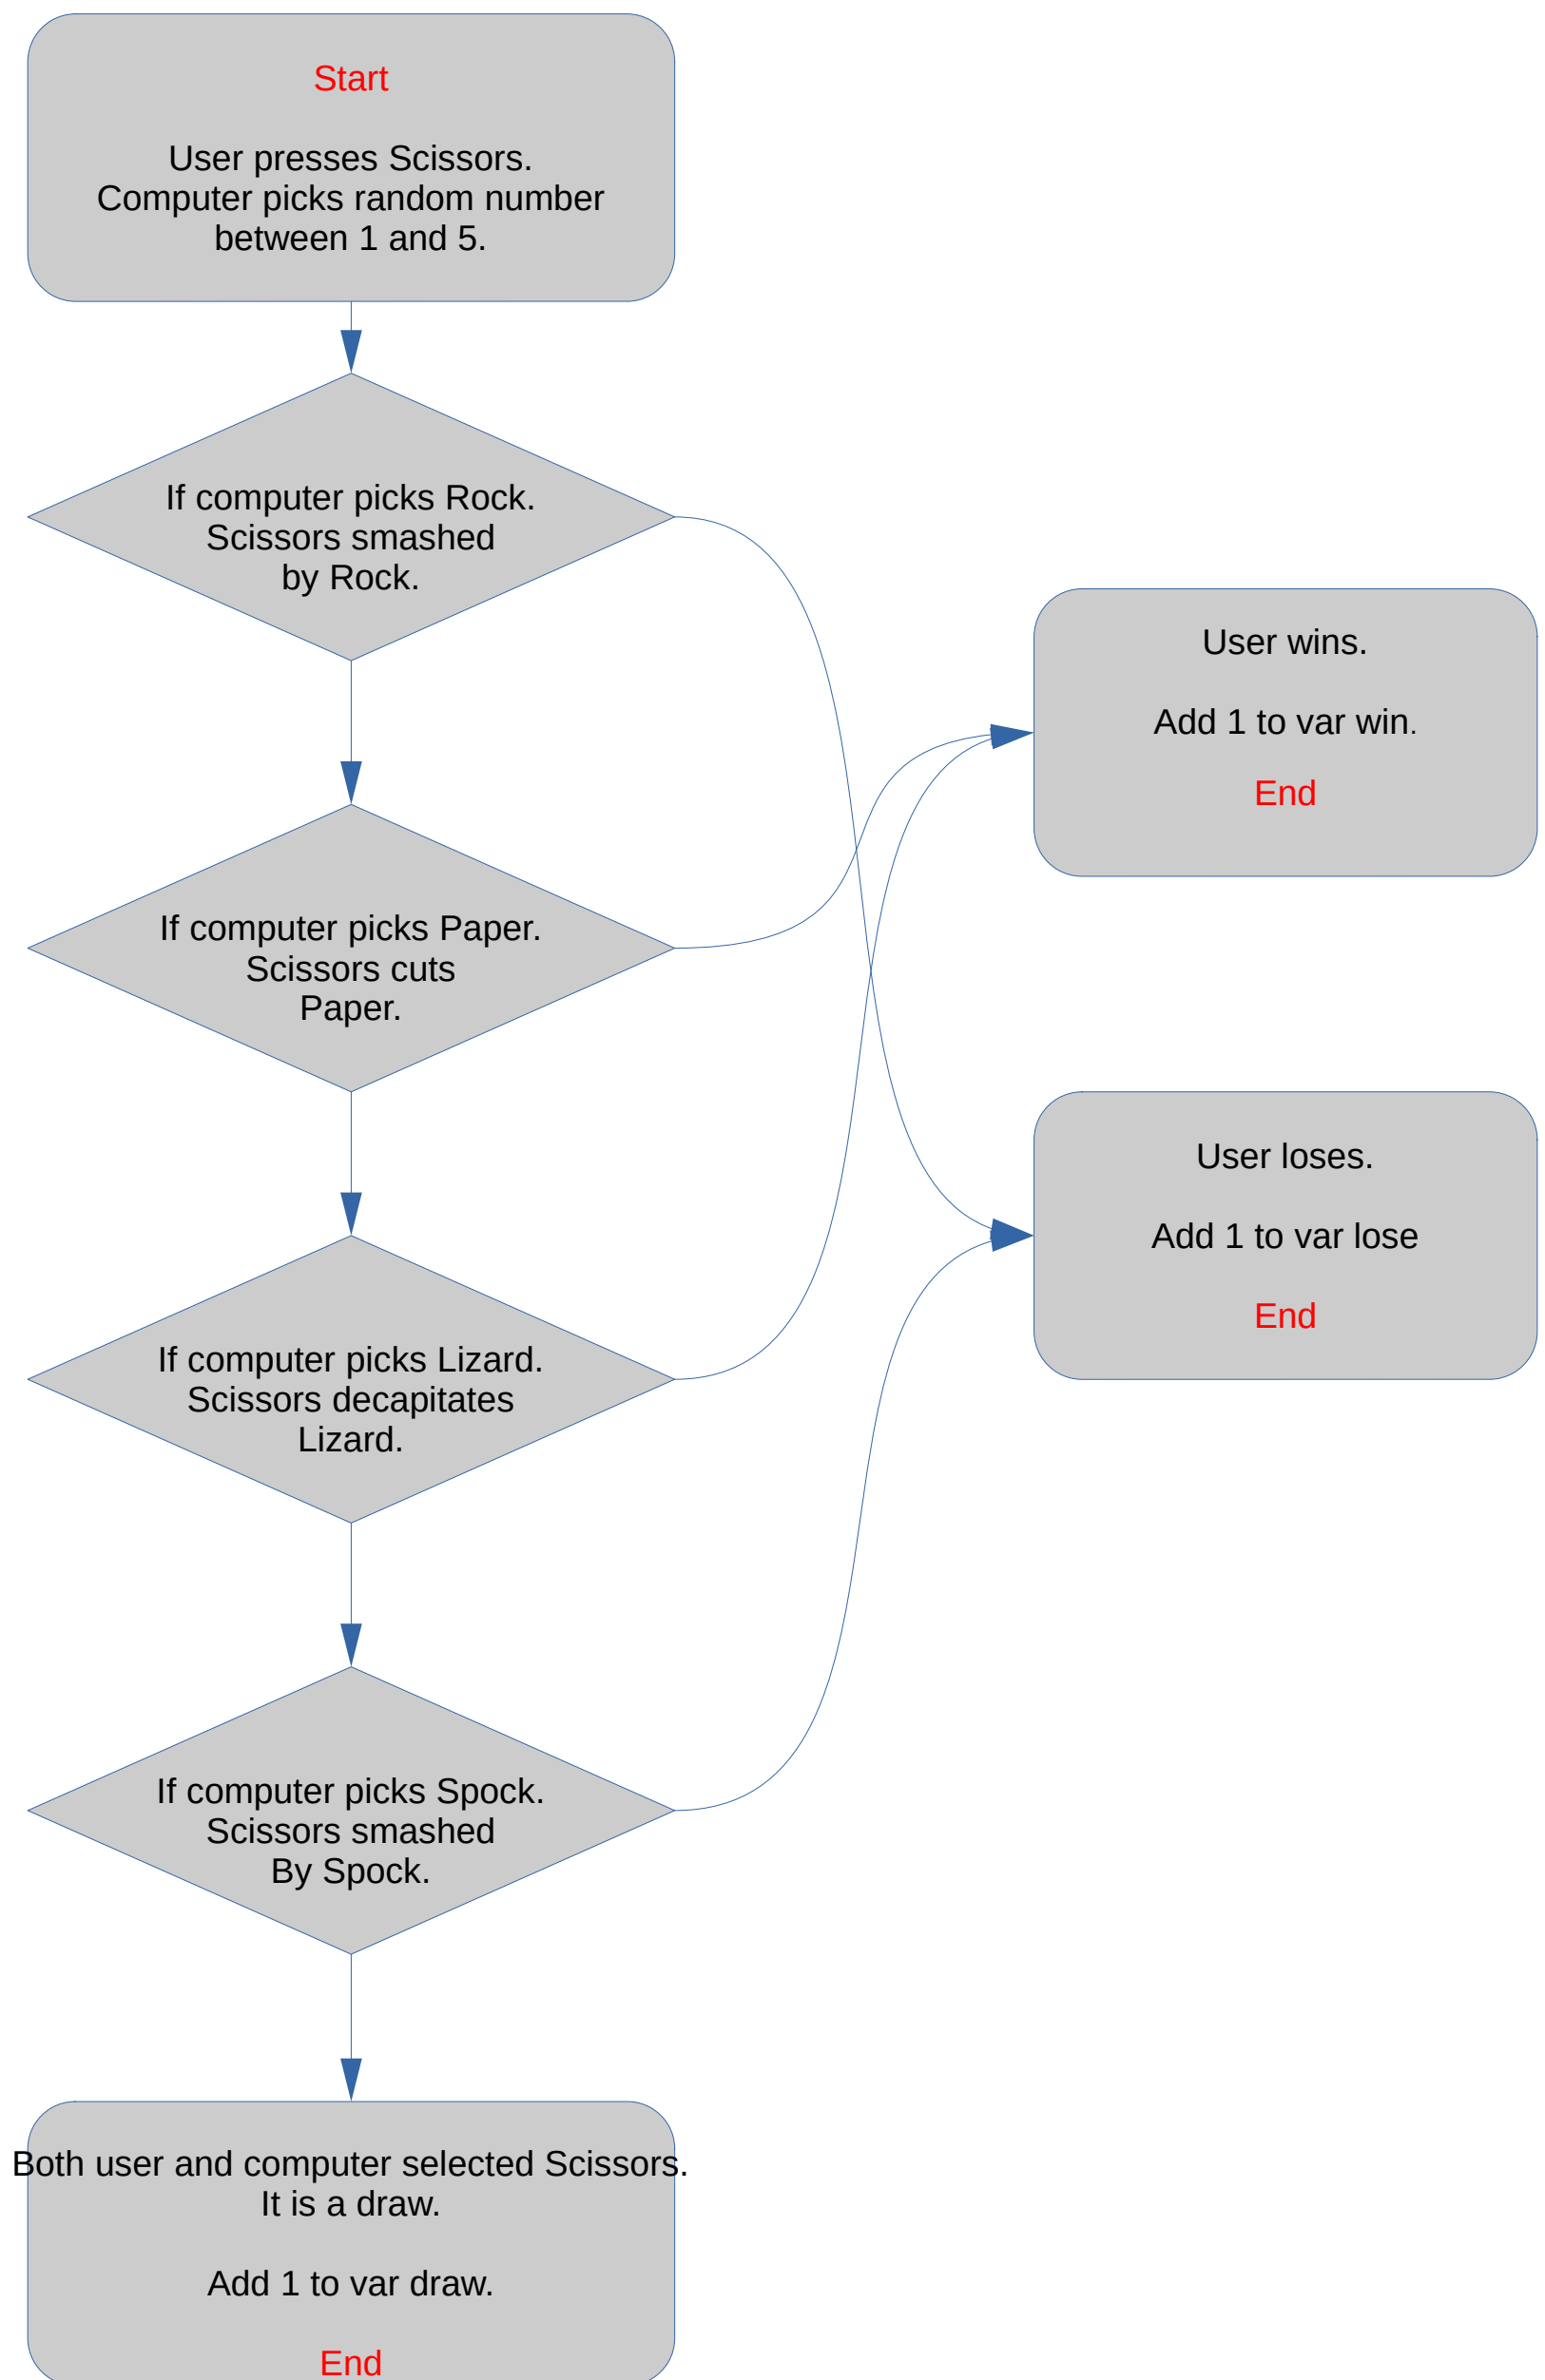 Start
User presses Scissors.
Computer picks random number
between 1 and 5.
If computer picks Rock.
Scissors smashed
by Rock.
User wins.
Add 1 to var win.
End
If computer picks Paper.
Scissors cuts
Paper.
User loses.
Add 1 to var lose
End
If computer picks Lizard.
Scissors decapitates
Lizard.
If computer picks Spock.
Scissors smashed
By Spock.
Both user and computer selected Scissors.
It is a draw.
Add 1 to var draw.
End